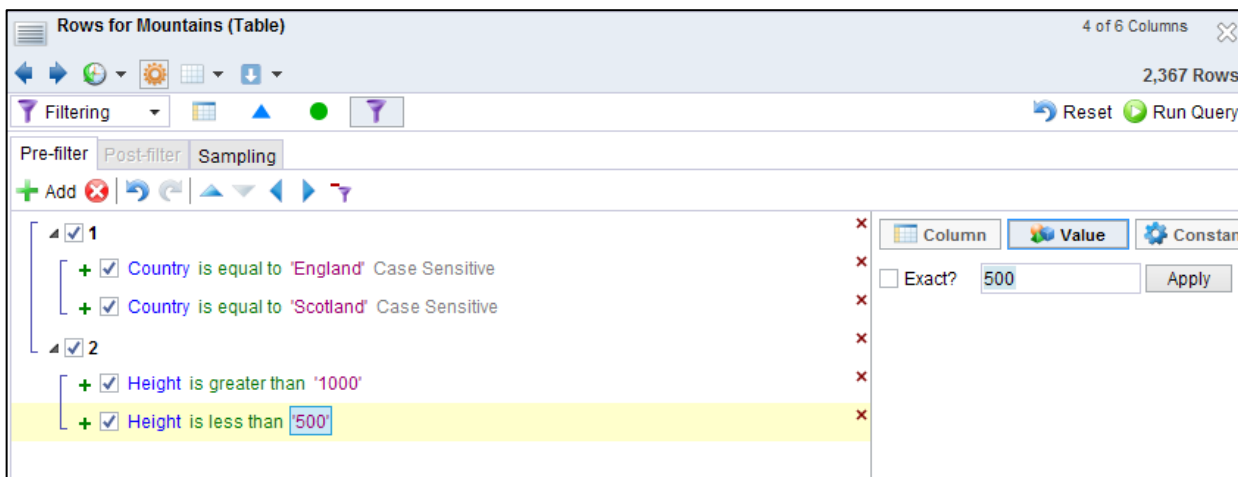 Rows for Mountains (Table)
4 of 6 Columns
2,367 Rows
Filtering
Reset Run Query
Pre-filter Post-filter Sampling
Add
1
Country is equal to 'England' Case Sensitive
Country is equal to 'Scotland' Case Sensitive
2
Height is greater than '1000'
Height is less than '500'
Column Value Constan
Exact? 500 Apply